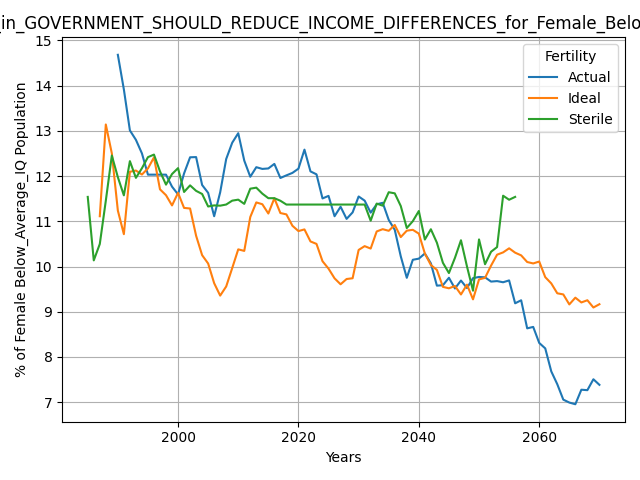 _in_GOVERNMENT_SHOULD_REDUCE_INCOME_DIFFERENCES_for_Female_Belo
15
14
13
12
11
10
9
8
7
% of Female Below_Average_IQ Population
Fertility
Actual
Ideal
Sterile
2000
2020
2040
2060
Years